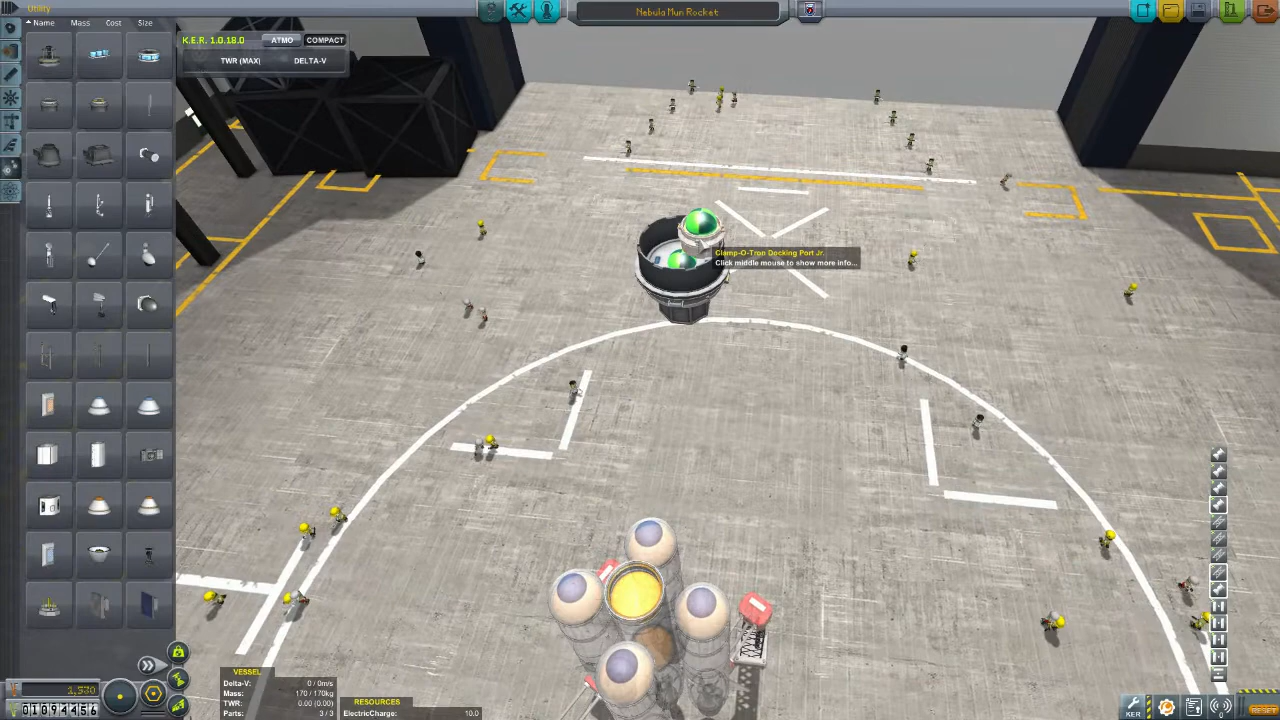 Utility
Nebula Mun Rocket
Name Mass Cost Size
K.E.R. 1.0.18.0 ATMO COMPACT
TWR (MAX) DELTA-V
Clamp-O-Tron Docking Port Jr.
Click middle mouse to show more info...
VESSEL
Delta-V: 0 / 0m/s
Mass: 170 / 170kg
TWR: 0.00 (0.00)
Parts: 3 / 3
RESOURCES
ElectricCharge: 10.0
KER
0
RESET